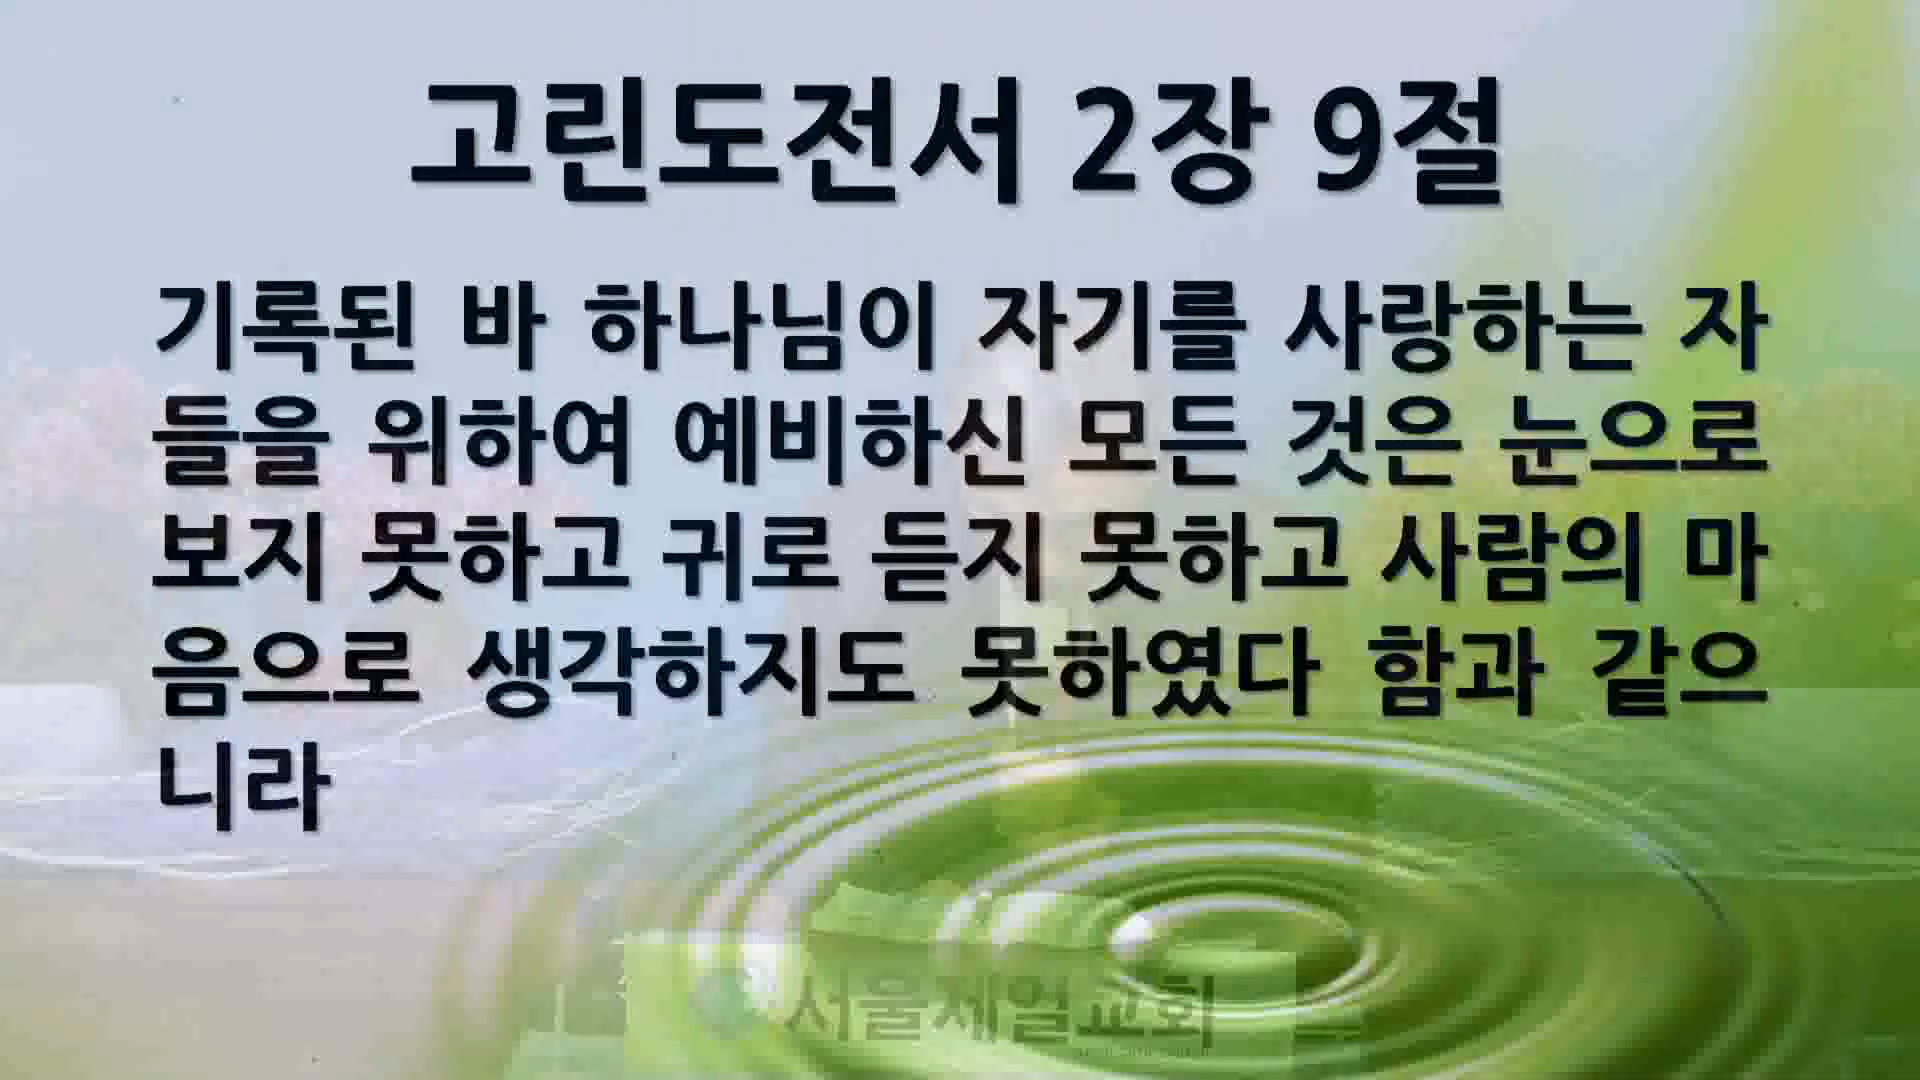 고린도전서 2장 9절
기록된 바 하나님이 자기를 사랑하는 자
들을 위하여 예비하신 모든 것은 눈으로
보지 못하고 귀로 듣지 못하고 사람의 마
음으로 생각하지도 못하였다 함과 같으
니라
서울제일교회